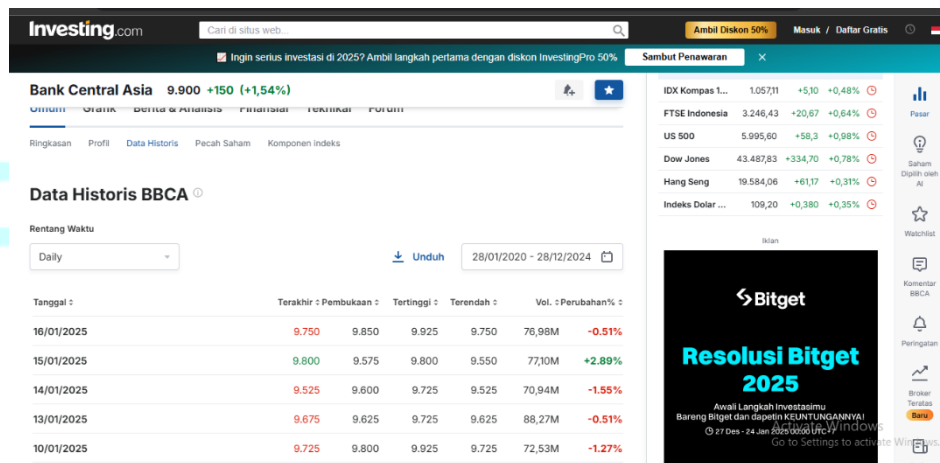 Investing.com
Cari di situs web...
Ambil Diskon 50%
Masuk / Daftar Gratis
Ingin serius investasi di 2025? Ambil langkah pertama dengan diskon InvestingPro 50%
Sambut Penawaran
Bank Central Asia 9.900 +150 (+1,54%)
Umum Grafik Berita & Analisis Finansial Teknikal Forum
Ringkasan Profil Data Historis Pecah Saham Komponen indeks
Data Historis BBCA
Rentang Waktu
Daily
Unduh
28/01/2020 - 28/12/2024
Tanggal Terakhir Pembukaan Tertinggi Terendah Vol. Perubahan%
16/01/2025 9.750 9.850 9.925 9.750 76,98M -0.51%
15/01/2025 9.800 9.575 9.800 9.550 77,10M +2.89%
14/01/2025 9.525 9.600 9.725 9.525 70,94M -1.55%
13/01/2025 9.675 9.625 9.725 9.625 88,27M -0.51%
10/01/2025 9.725 9.800 9.925 9.725 72,53M -1.27%
IDX Kompas 1... 1.057,11 +5,10 +0,48%
FTSE Indonesia 3.246,43 +20,67 +0,64%
US 500 5.995,60 +58,3 +0,98%
Dow Jones 43.487,83 +334,70 +0,78%
Hang Seng 19.584,06 +61,17 +0,31%
Indeks Dolar ... 109,20 +0,380 +0,35%
Iklan
Bitget
Resolusi Bitget
2025
Awali Langkah Investasimu
Bareng Bitget dan dapetin KEUNTUNGANNYA!
27 Des - 24 Jan 2025 00:00 UTC+7
Activate Windows
Go to Settings to activate Windows.
Pasar
Saham
Dipilih oleh
AI
Watchlist
Komentar
BBCA
Peringatan
Broker
Teratas
Baru